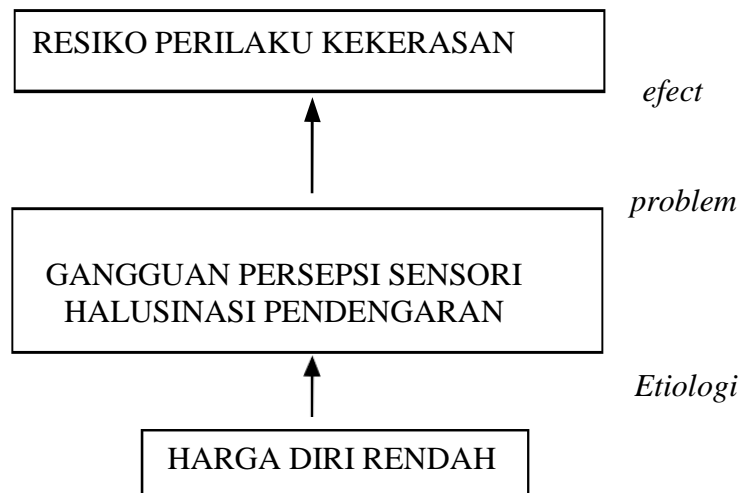 RESIKO PERILAKU KEKERASAN
efect
problem
GANGGUAN PERSEPSI SENSORI
HALUSINASI PENDENGARAN
Etiologi
HARGA DIRI RENDAH